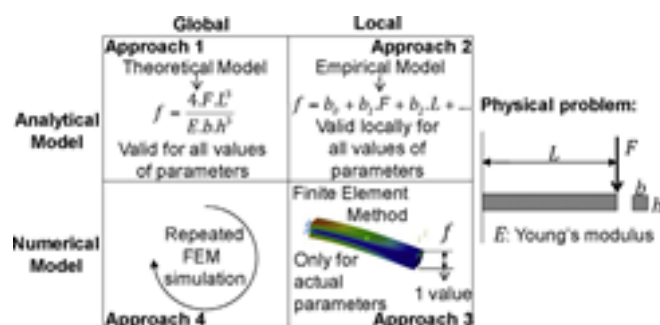 Global
Local
Approach 1
Theoretical Model
f = 4.F.L³ / E.b.h³
Valid for all values
of parameters
Approach 2
Empirical Model
f = b₀ + b₁.F + b₂.L + ...
Valid locally for
all values of
parameters
Analytical
Model
Numerical
Model
Repeated
FEM
simulation
Approach 4
Finite Element
Method
f
Only for
actual
parameters
1 value
Approach 3
Physical problem:
L
F
b
h
E: Young's modulus